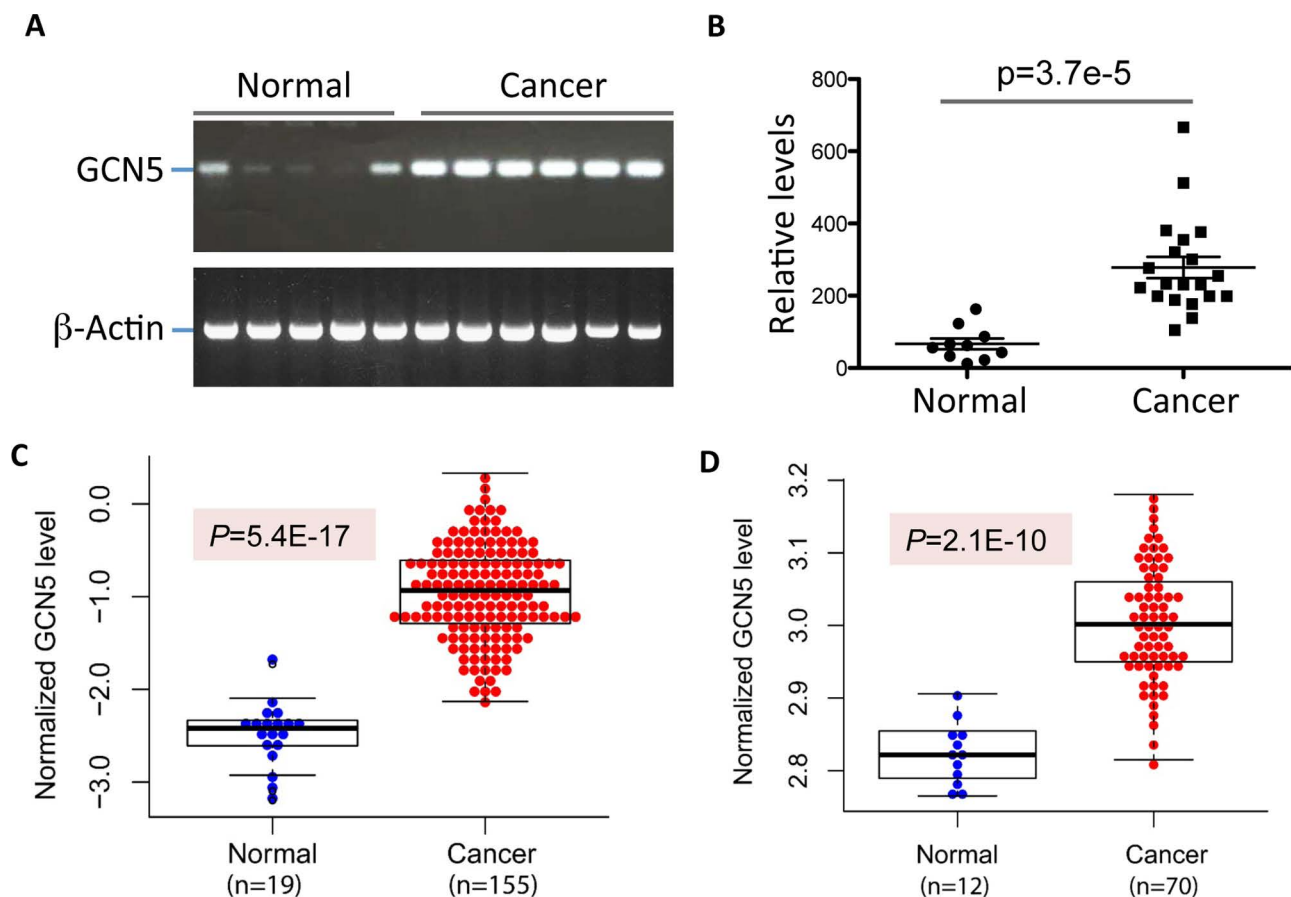 A
Normal Cancer
GCN5
β-Actin
B
p=3.7e-5
Relative levels
800
600
400
200
0
Normal Cancer
C
Normalized GCN5 level
0.0
−1.0
−2.0
−3.0
P=5.4E-17
Normal Cancer
(n=19) (n=155)
D
Normalized GCN5 level
3.2
3.1
3.0
2.9
2.8
P=2.1E-10
Normal Cancer
(n=12) (n=70)